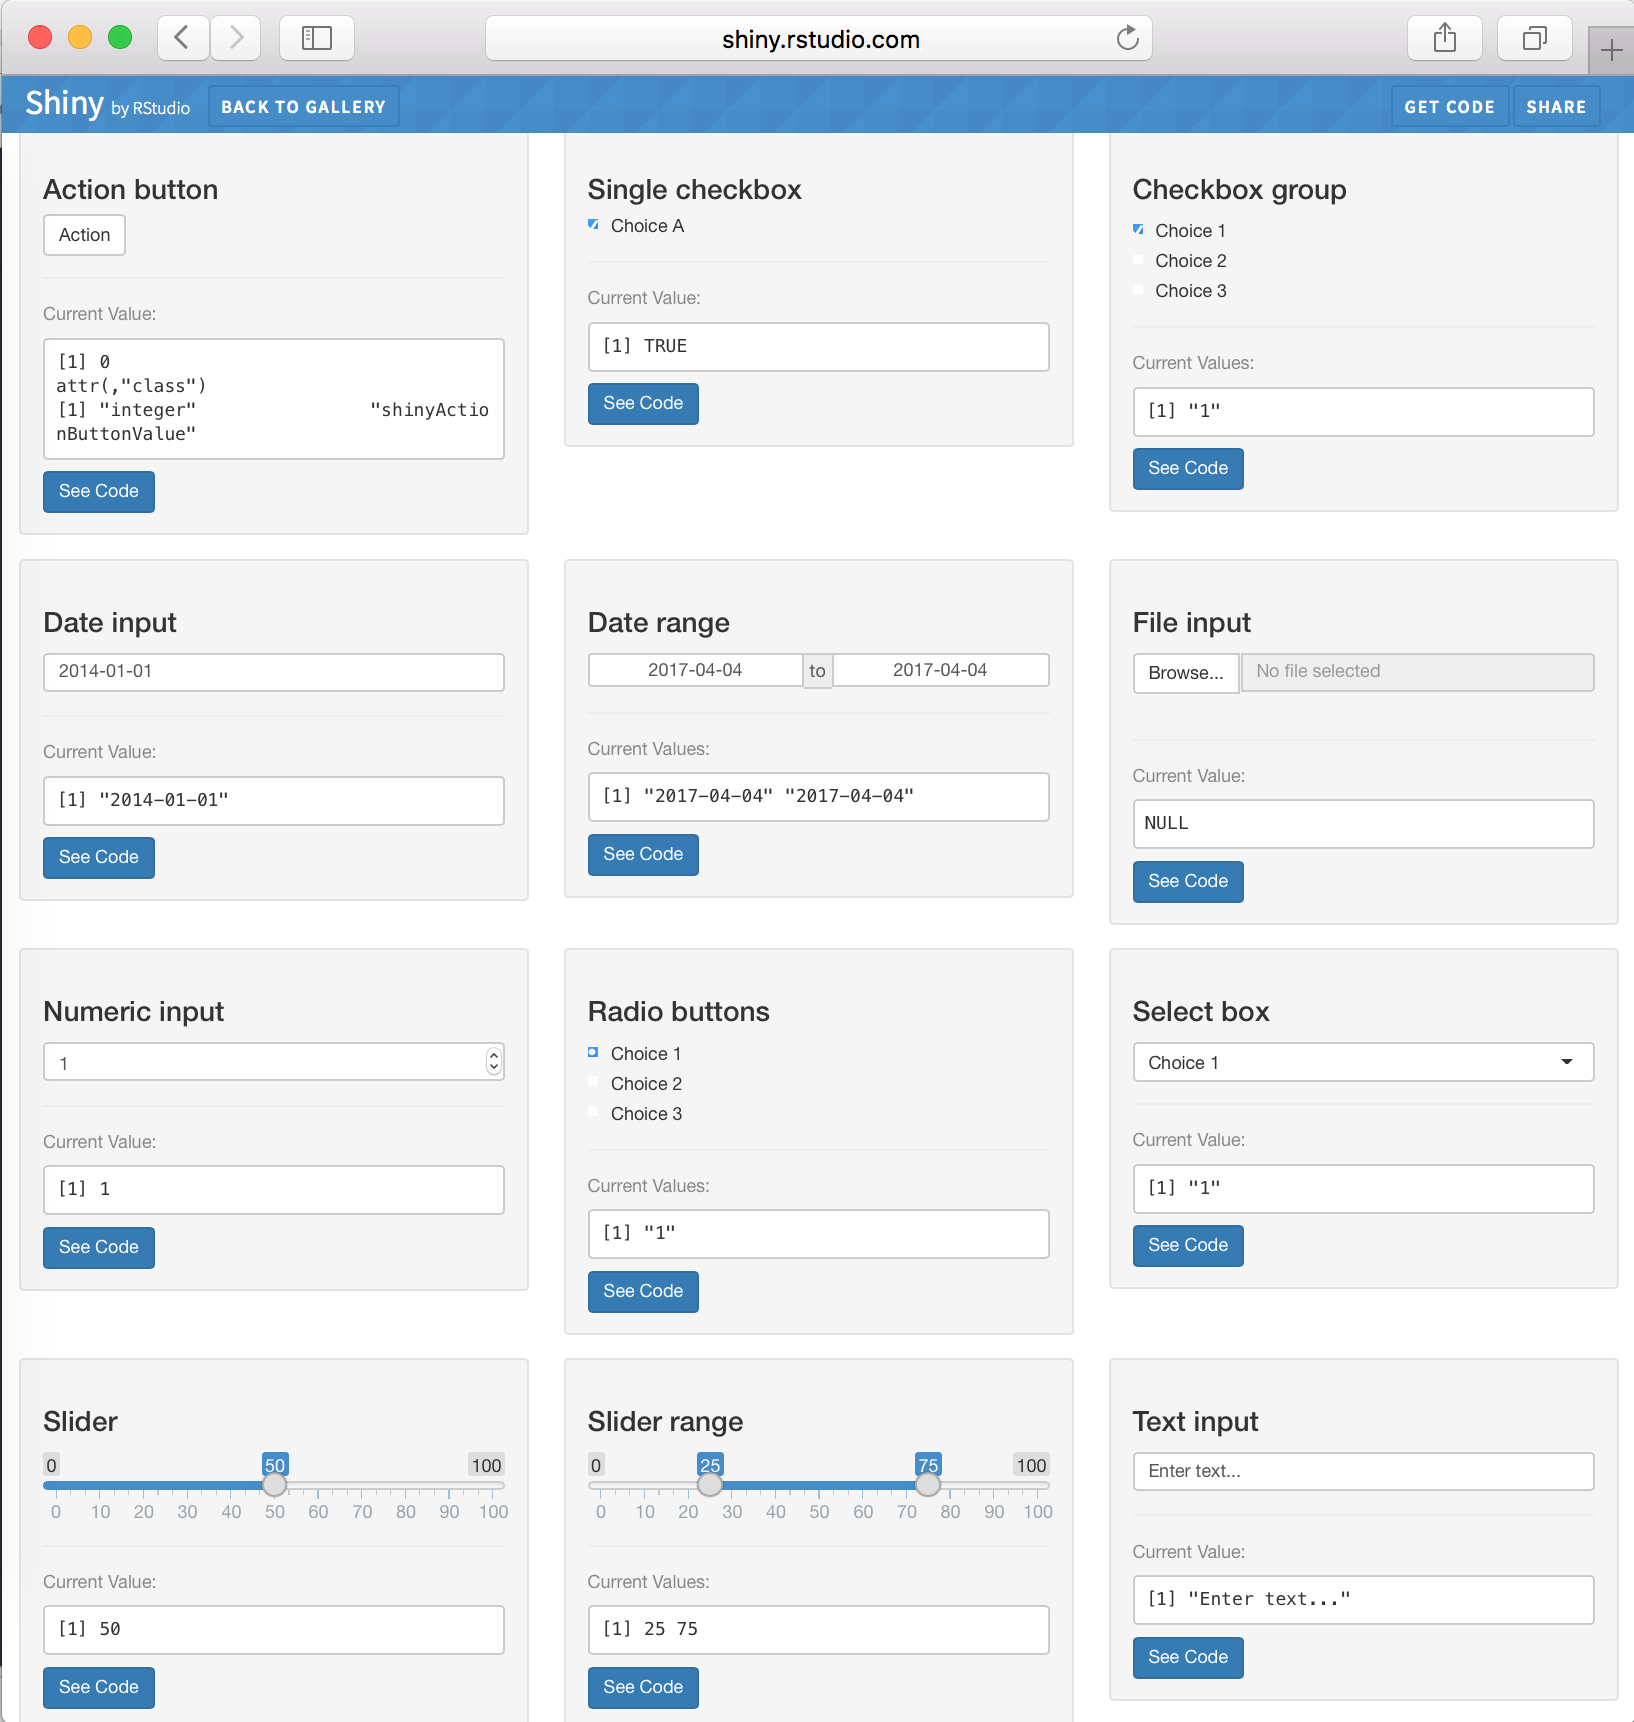 shiny.rstudio.com
Shiny by RStudio BACK TO GALLERY GET CODE SHARE
Action button
Action
Current Value:
[1] 0
attr(,"class")
[1] "integer" "shinyActio
nButtonValue"
See Code
Single checkbox
Choice A
Current Value:
[1] TRUE
See Code
Checkbox group
Choice 1
Choice 2
Choice 3
Current Values:
[1] "1"
See Code
Date input
2014-01-01
Current Value:
[1] "2014-01-01"
See Code
Date range
2017-04-04 to 2017-04-04
Current Values:
[1] "2017-04-04" "2017-04-04"
See Code
File input
Browse... No file selected
Current Value:
NULL
See Code
Numeric input
1
Current Value:
[1] 1
See Code
Radio buttons
Choice 1
Choice 2
Choice 3
Current Values:
[1] "1"
See Code
Select box
Choice 1
Current Value:
[1] "1"
See Code
Slider
0 50 100
0 10 20 30 40 50 60 70 80 90 100
Current Value:
[1] 50
See Code
Slider range
0 25 75 100
0 10 20 30 40 50 60 70 80 90 100
Current Values:
[1] 25 75
See Code
Text input
Enter text...
Current Value:
[1] "Enter text..."
See Code